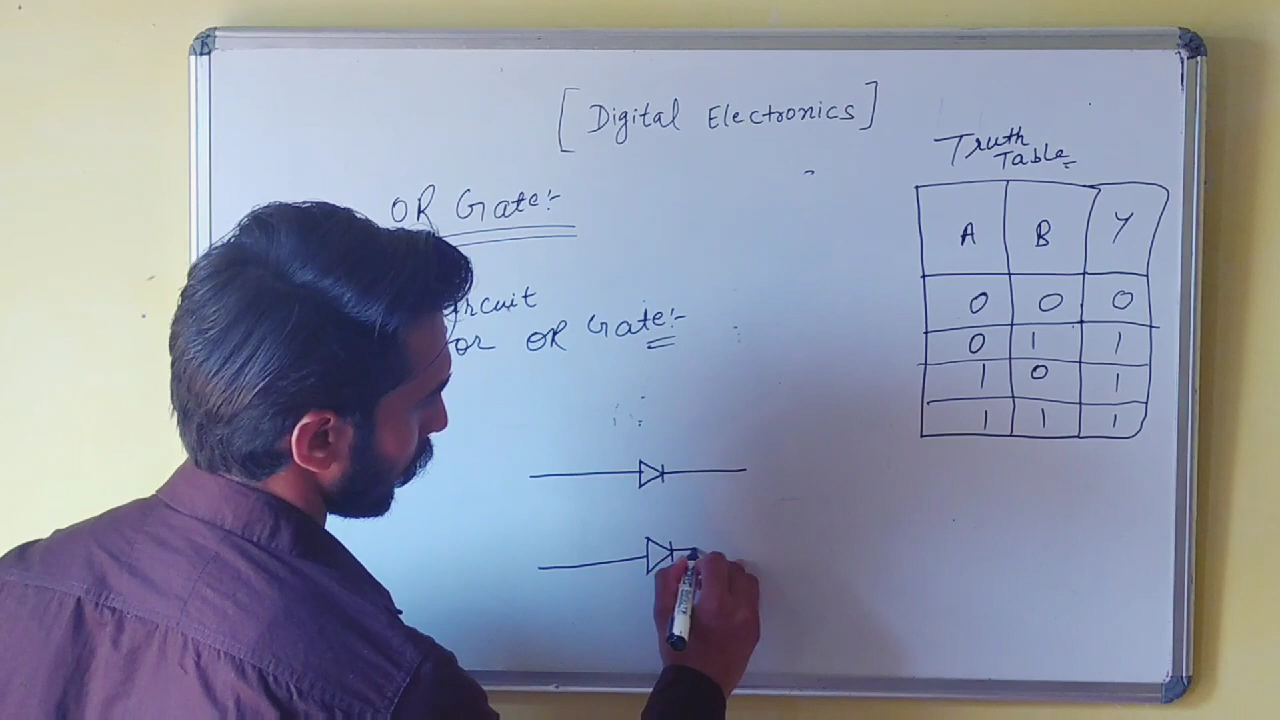 [Digital Electronics]
Truth
Table
OR Gate:-
ircuit
or OR Gate:-
A B Y
0 0 0
0 1 1
1 0 1
1 1 1